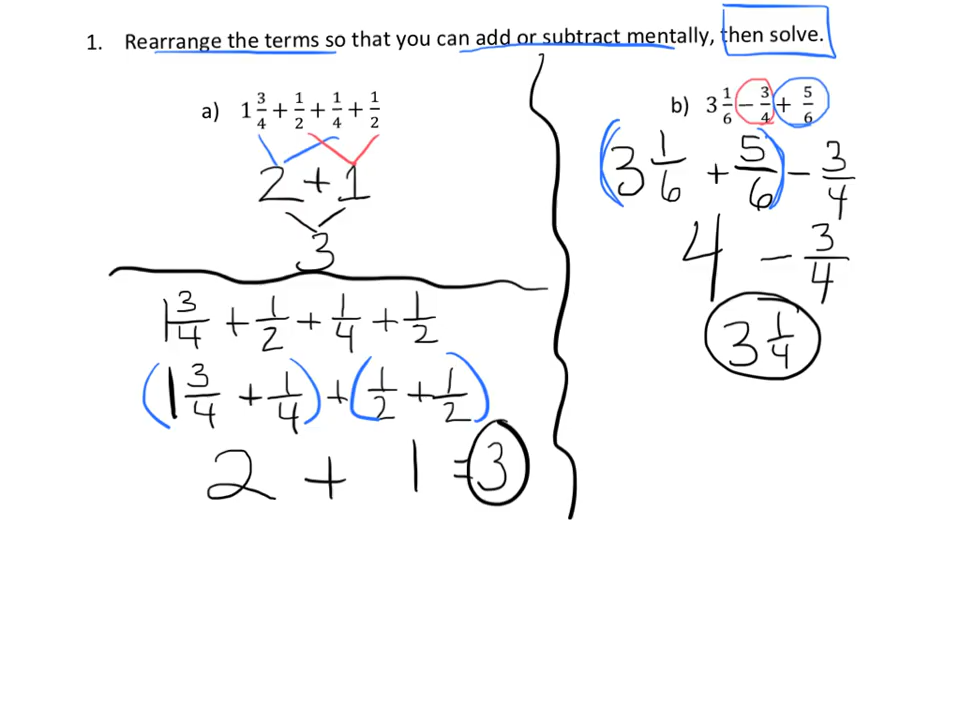 1. Rearrange the terms so that you can add or subtract mentally, then solve.
a) 1 3/4 + 1/2 + 1/4 + 1/2
2 + 1
3
1 3/4 + 1/2 + 1/4 + 1/2
(1 3/4 + 1/4) + (1/2 + 1/2)
2 + 1 = 3
b) 3 1/6 − 3/4 + 5/6
(3 1/6 + 5/6) − 3/4
4 − 3/4
3 1/4